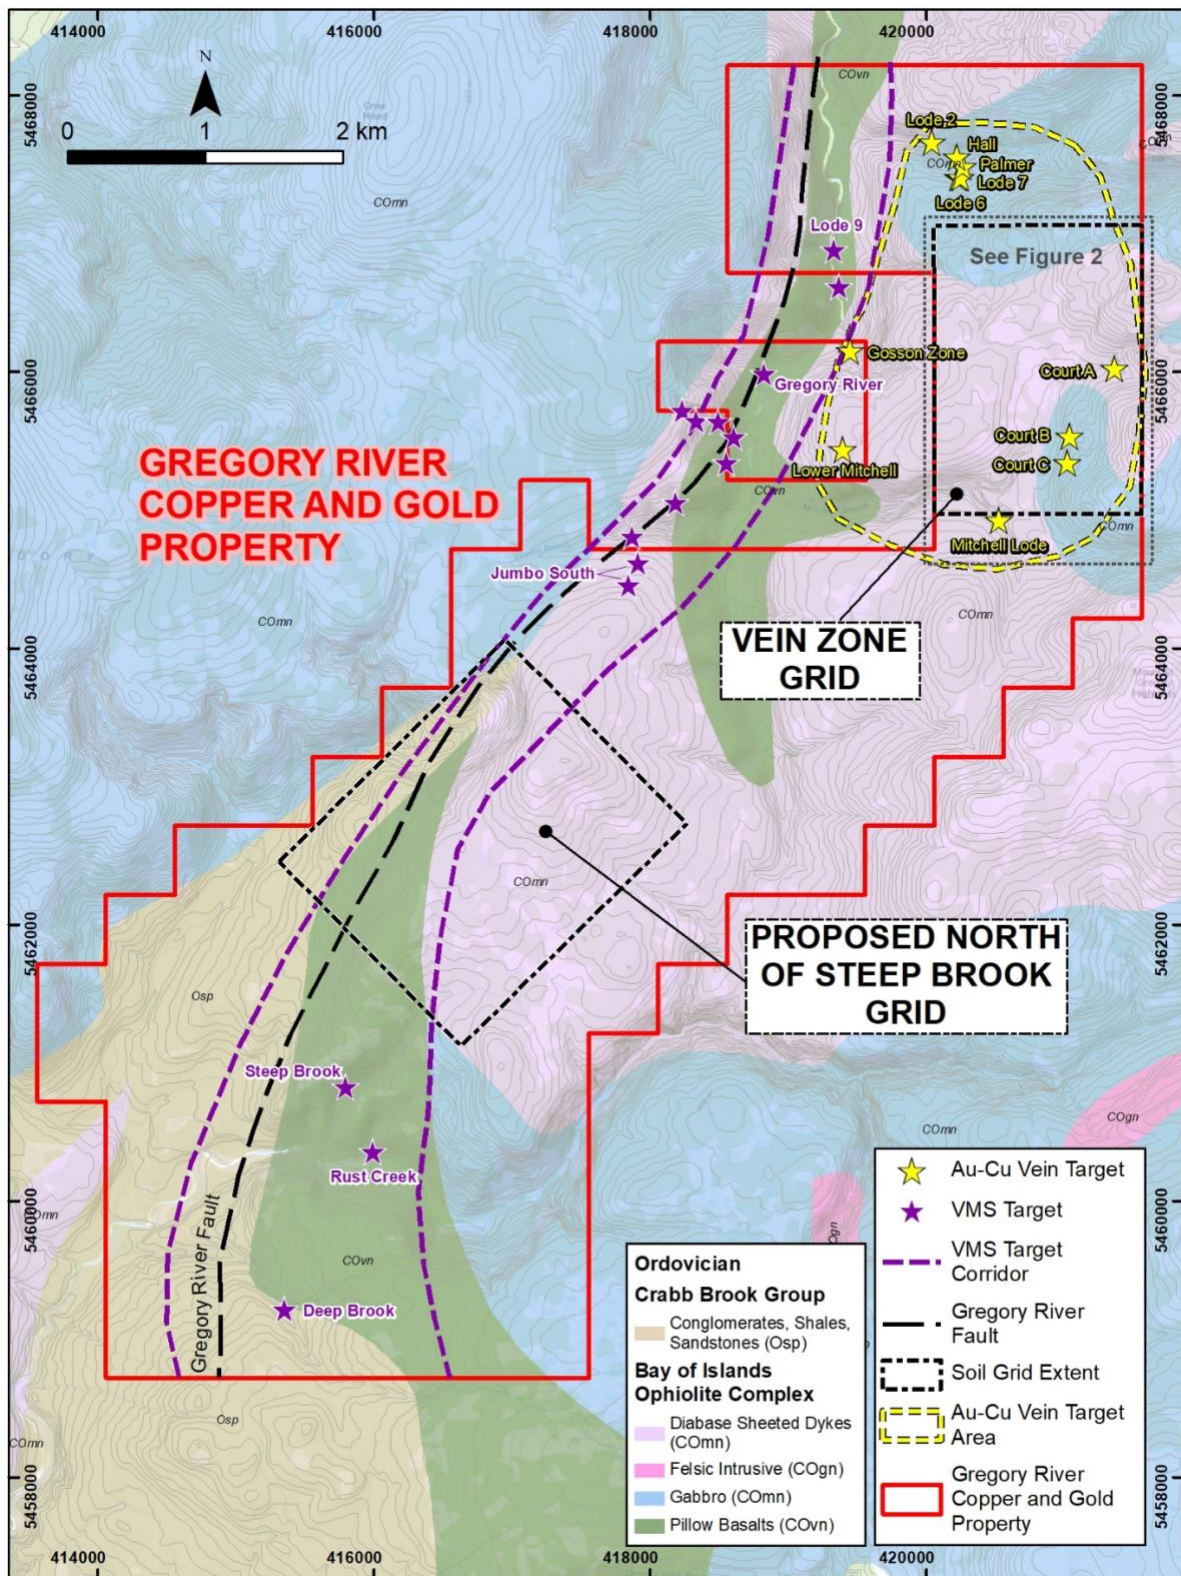 414000
416000
418000
420000
N
0 1 2 km
5468000
5466000
5464000
5462000
5460000
5458000
5468000
5466000
5464000
5462000
5460000
5458000
COvn
COmn
Lode 2
Hall
COmn
Palmer
Lode 7
Lode 6
COmn
Lode 9
See Figure 2
Gosson Zone
Court A
Gregory River
Court B
Court C
Lower Mitchell
COvn
Mitchell Lode
COmn
GREGORY RIVER
COPPER AND GOLD
PROPERTY
Jumbo South
COmn
COmn
VEIN ZONE
GRID
COmn
PROPOSED NORTH
OF STEEP BROOK
GRID
Osp
Steep Brook
Rust Creek
COgn
COmn
COmn
Ogn
COvn
Gregory River Fault
Deep Brook
Osp
COmn
Ordovician
Crabb Brook Group
Conglomerates, Shales,
Sandstones (Osp)
Bay of Islands
Ophiolite Complex
Diabase Sheeted Dykes
(COmn)
Felsic Intrusive (COgn)
Gabbro (COmn)
Pillow Basalts (COvn)
Au-Cu Vein Target
VMS Target
VMS Target
Corridor
Gregory River
Fault
Soil Grid Extent
Au-Cu Vein Target
Area
Gregory River
Copper and Gold
Property
414000
416000
418000
420000